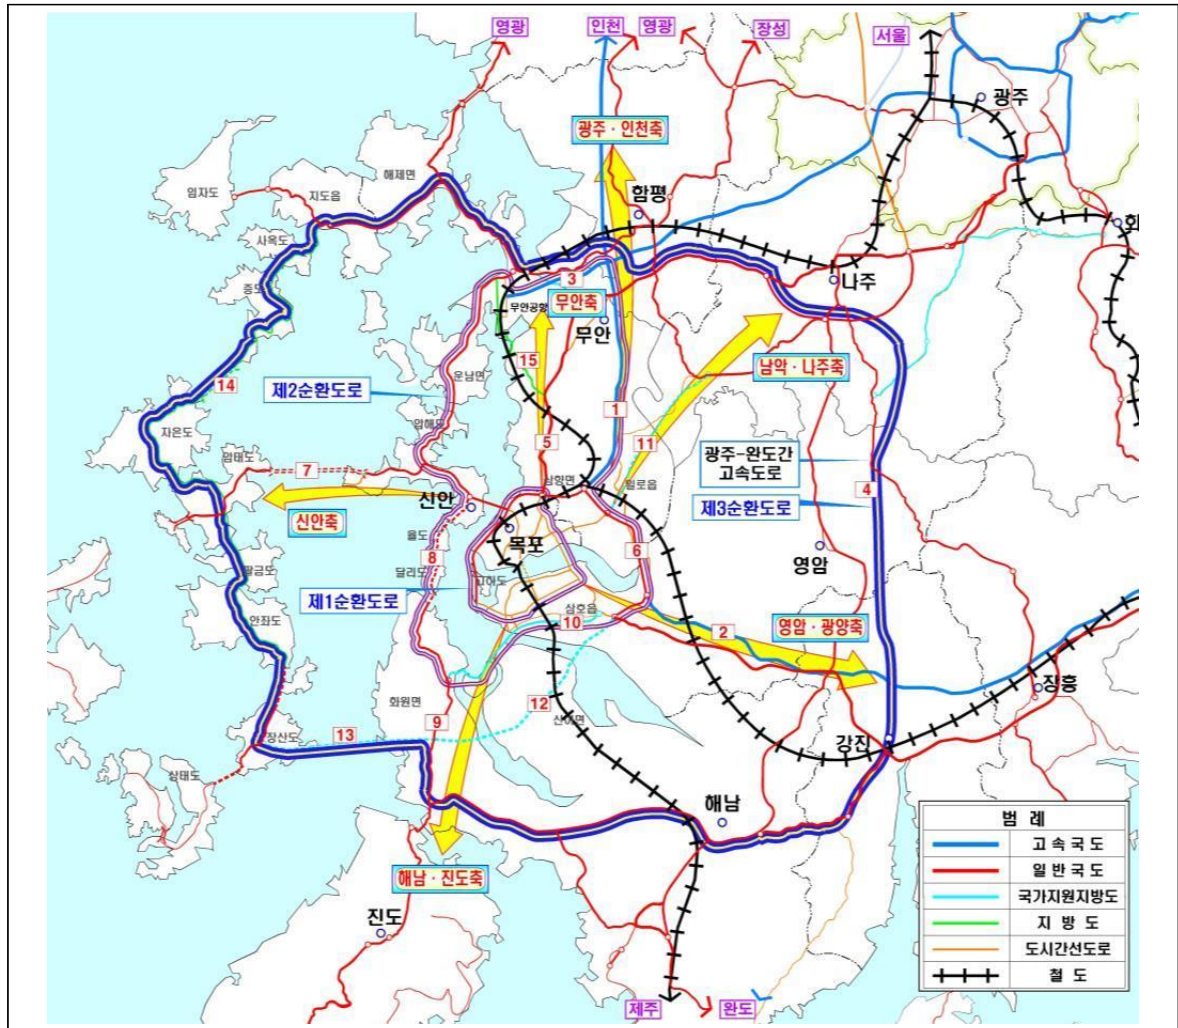 영광
인천
영광
장성
서울
광주
광주·인천축
해제면
함평
임자도
지도읍
화
사옥도
나주
증도
3
무안공항
무안축
무안
15
운남면
남악·나주축
14
제2순환도로
1
자은도
압해도
5
11
암태도
광주-완도간
고속도로
7
삼향면
일로읍
4
신안
제3순환도로
신안축
목포
율도
6
영암
8
팔금도
달리도
고하도
제1순환도로
안좌도
삼호읍
10
영암·광양축
2
장흥
화원면
12
9
산이면
장산도
13
강진
상태도
해남
범 례
고 속 국 도
일 반 국 도
국가지원지방도
지 방 도
도시간선도로
철 도
해남·진도축
진도
제주
완도